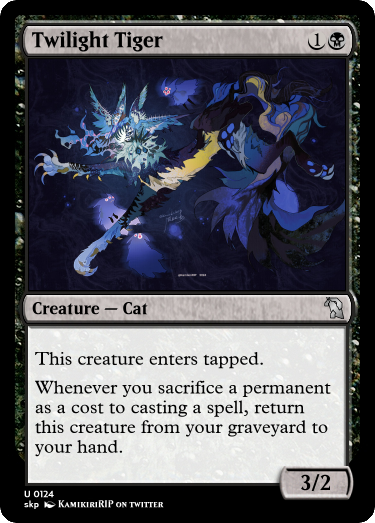 Twilight Tiger 1
Creature — Cat
This creature enters tapped.
Whenever you sacrifice a permanent
as a cost to casting a spell, return
this creature from your graveyard to
your hand.
3/2
U 0124
skp KAMIKIRIRIP ON TWITTER